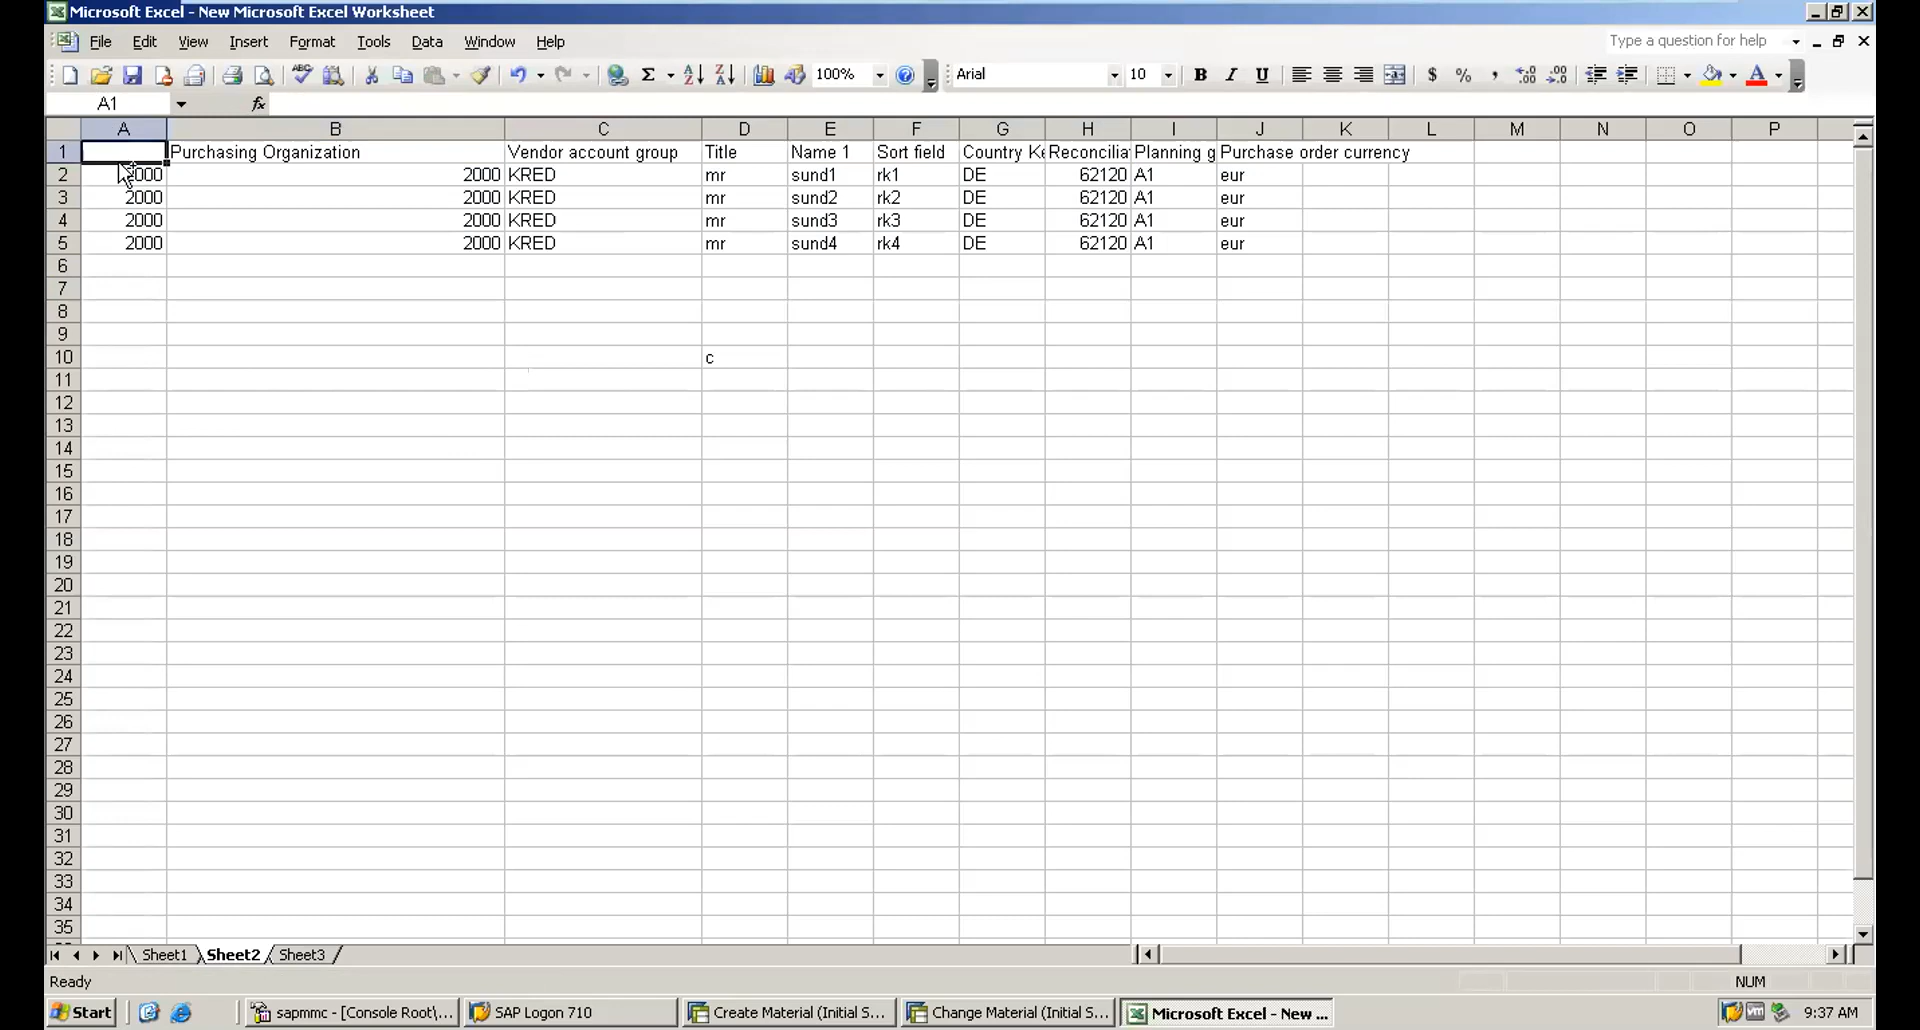 Microsoft Excel - New Microsoft Excel Worksheet
File Edit View Insert Format Tools Data Window Help Type a question for help
100% Arial 10 B I U $ % ,
A1 fx
A B C D E F G H I J K L M N O P
1 Purchasing Organization Vendor account group Title Name 1 Sort field Country Ke Reconcilia Planning g Purchase order currency
2 2000 2000 KRED mr sund1 rk1 DE 62120 A1 eur
3 2000 2000 KRED mr sund2 rk2 DE 62120 A1 eur
4 2000 2000 KRED mr sund3 rk3 DE 62120 A1 eur
5 2000 2000 KRED mr sund4 rk4 DE 62120 A1 eur
6
7
8
9
10 c
11
12
13
14
15
16
17
18
19
20
21
22
23
24
25
26
27
28
29
30
31
32
33
34
35
Sheet1 Sheet2 Sheet3
Ready NUM
Start sapmmc - [Console Root\... SAP Logon 710 Create Material (Initial S... Change Material (Initial S... Microsoft Excel - New ... 9:37 AM